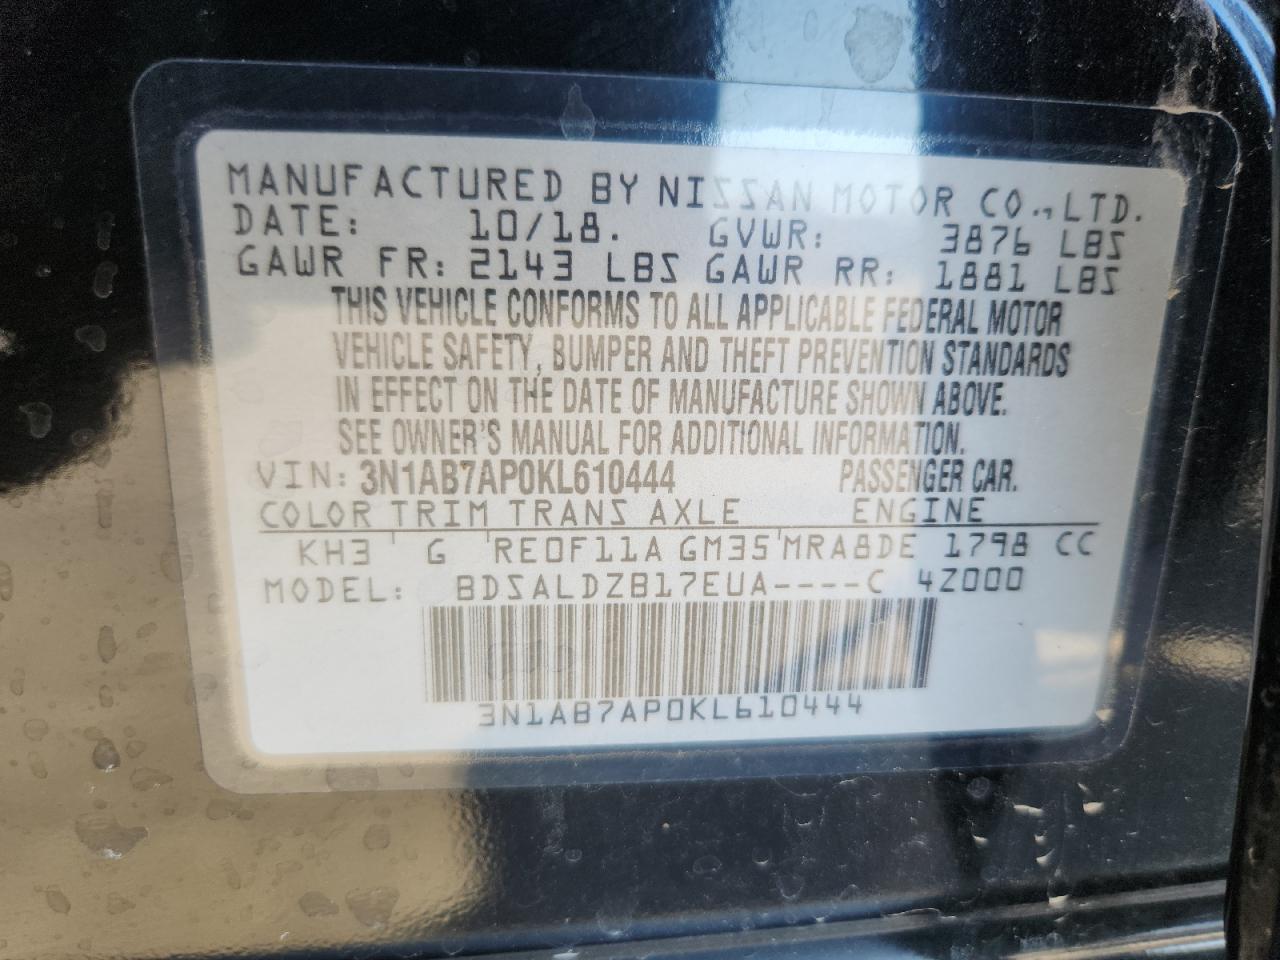 MANUFACTURED BY NISSAN MOTOR CO., LTD.
DATE: 10/18. GVWR: 3876 LBS
GAWR FR: 2143 LBS GAWR RR: 1881 LBS
THIS VEHICLE CONFORMS TO ALL APPLICABLE FEDERAL MOTOR
VEHICLE SAFETY, BUMPER AND THEFT PREVENTION STANDARDS
IN EFFECT ON THE DATE OF MANUFACTURE SHOWN ABOVE.
SEE OWNER'S MANUAL FOR ADDITIONAL INFORMATION.
VIN: 3N1AB7AP0KL610444 PASSENGER CAR.
COLOR TRIM TRANS AXLE ENGINE
KH3 ' G 'RE0F11A GM35'MRA8DE 1798 CC
MODEL: BDSALDZB17EUA----C 4Z000
3N1AB7AP0KL610444